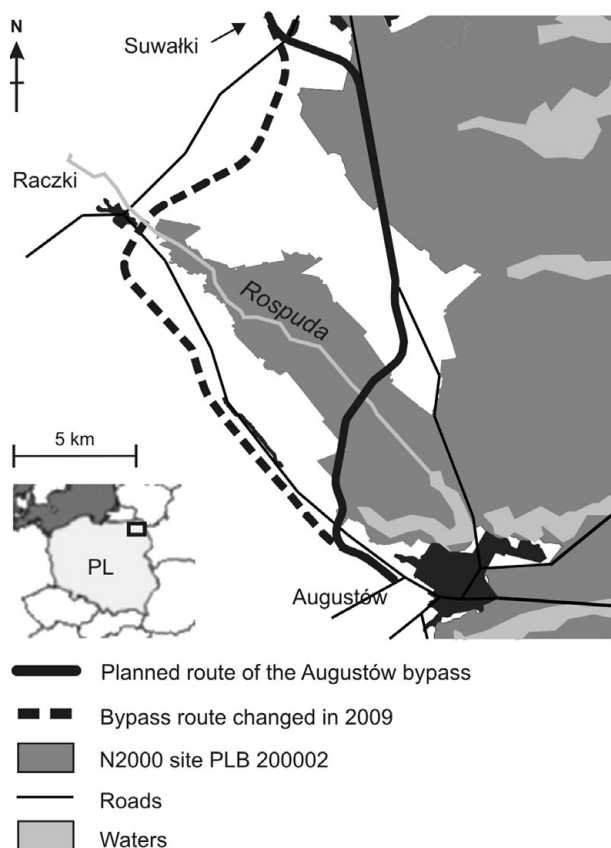 N
Suwałki
Raczki
Rospuda
5 km
PL
Augustów
Planned route of the Augustów bypass
Bypass route changed in 2009
N2000 site PLB 200002
Roads
Waters